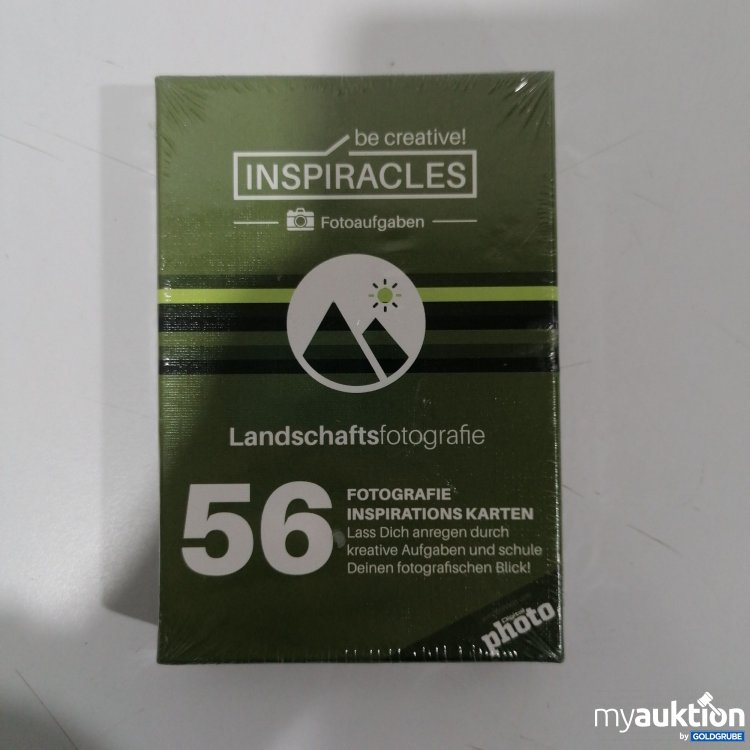 be creative!
INSPIRACLES
Fotoaufgaben
Landschaftsfotografie
56
FOTOGRAFIE
INSPIRATIONS KARTEN
Lass Dich anregen durch
kreative Aufgaben und schule
Deinen fotografischen Blick!
Digital
photo
myauktion
by GOLDGRUBE